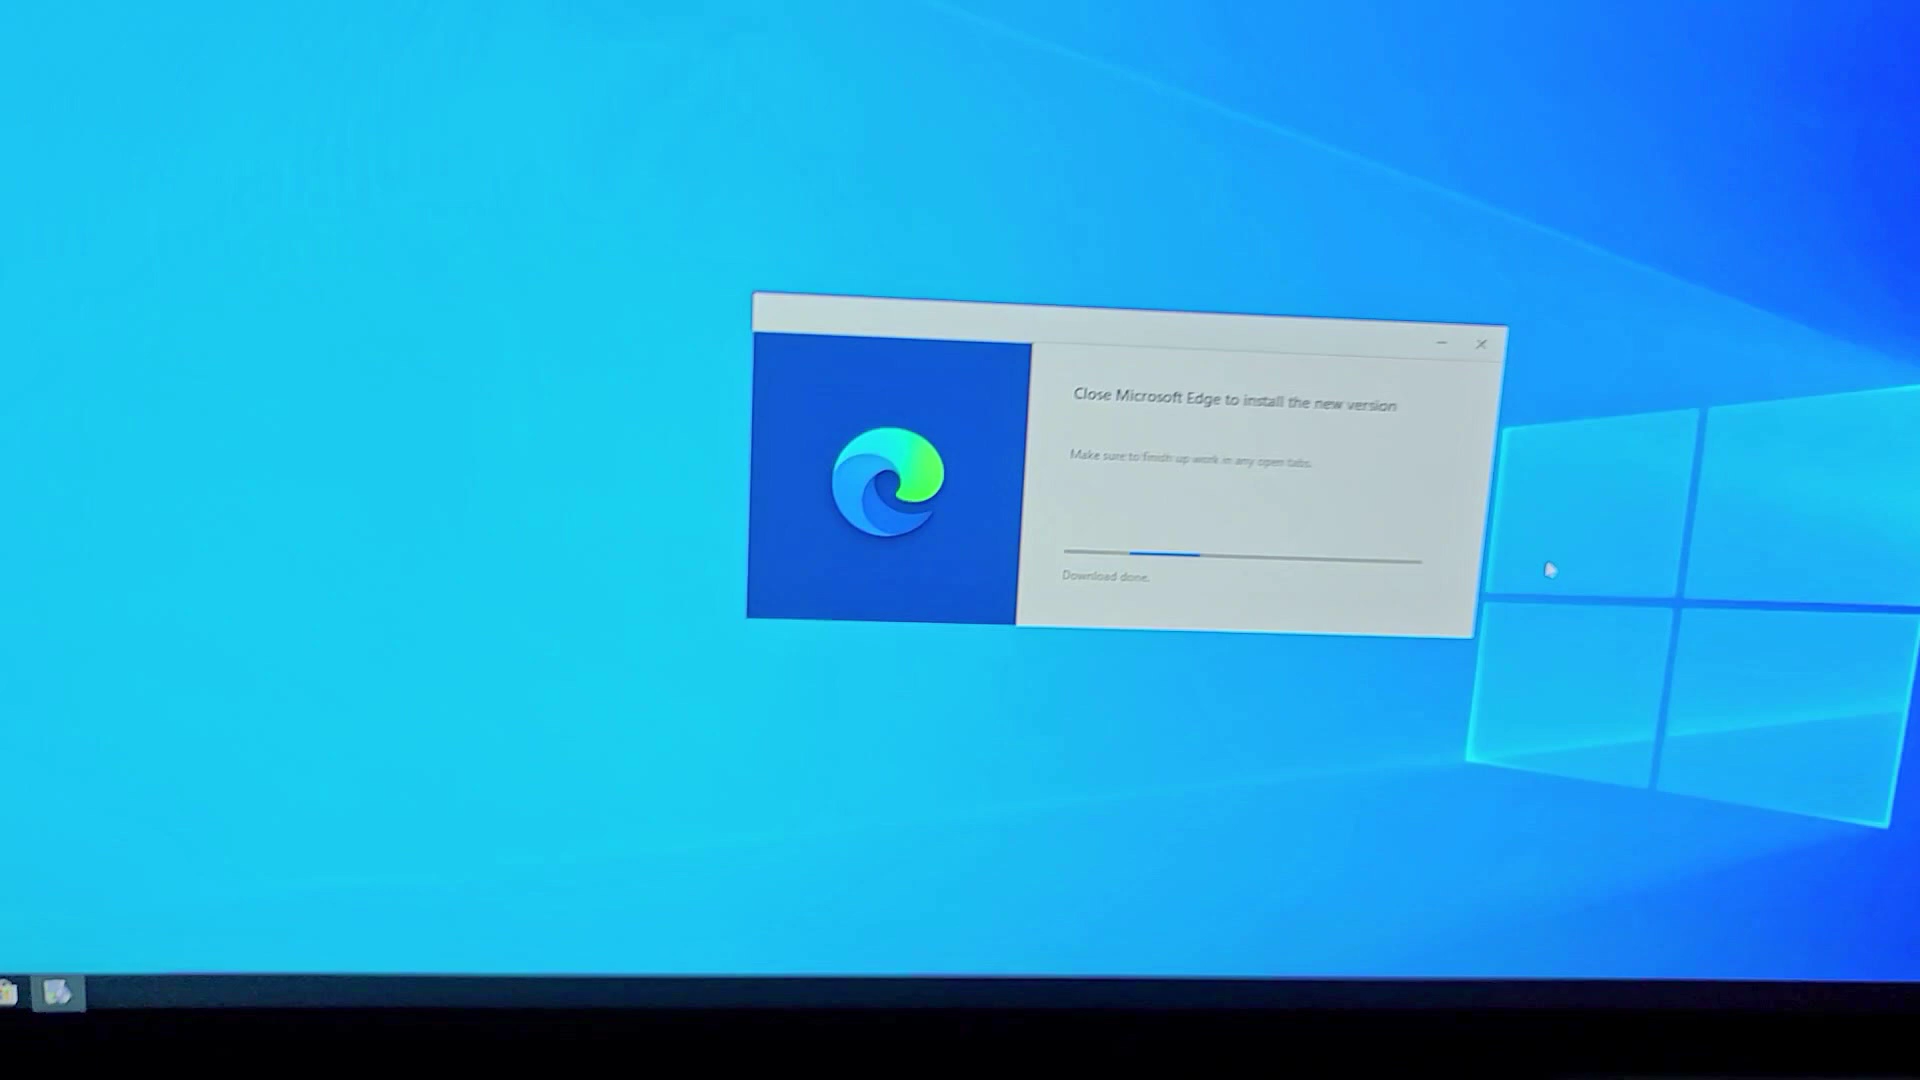 Close Microsoft Edge to install the new version
Make sure to finish up work in any open tabs.
Download done.